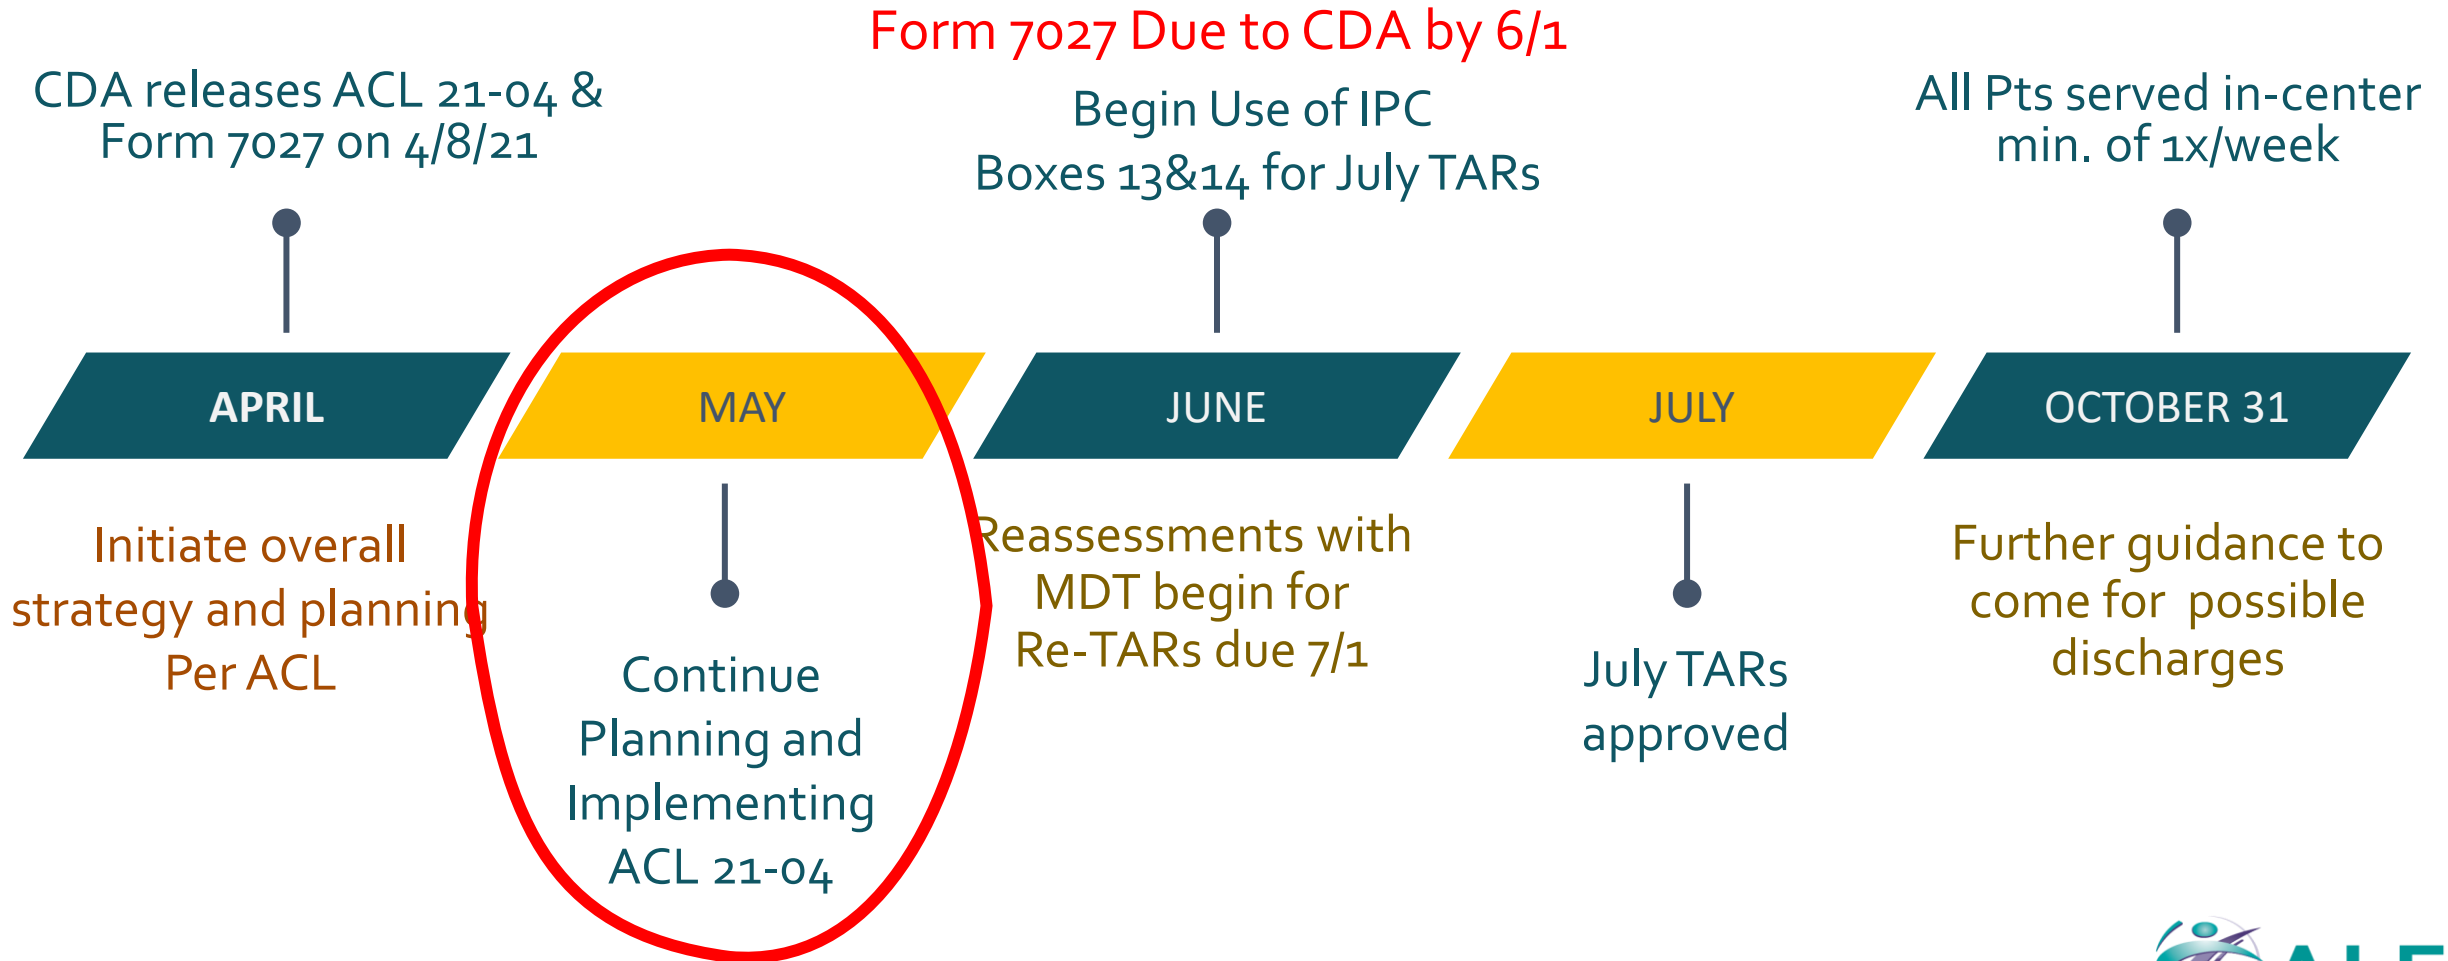 Form 7027 Due to CDA by 6/1
CDA releases ACL 21-04 &
Form 7027 on 4/8/21
Begin Use of IPC
Boxes 13&14 for July TARs
All Pts served in-center
min. of 1x/week
APRIL
MAY
JUNE
JULY
OCTOBER 31
Initiate overall
strategy and planning
Per ACL
Continue
Planning and
Implementing
ACL 21-04
Reassessments with
MDT begin for
Re-TARs due 7/1
July TARs
approved
Further guidance to
come for  possible
discharges